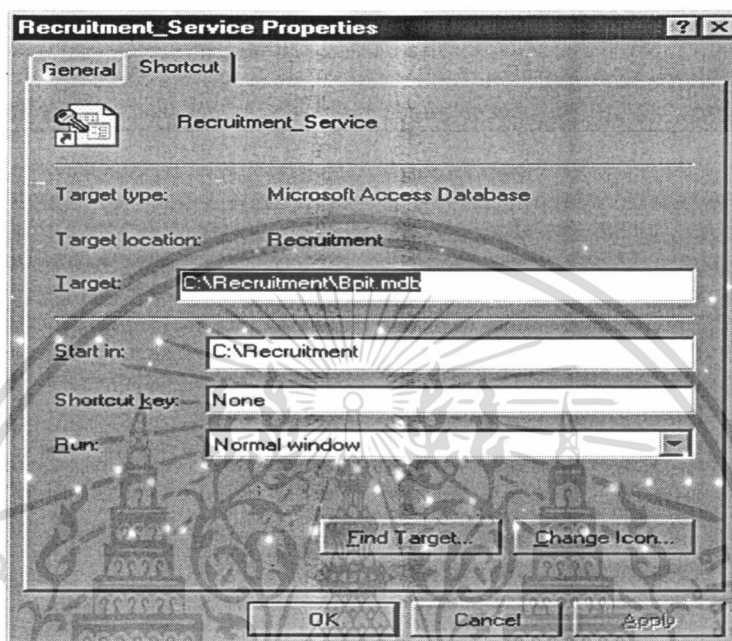 Recruitment_Service Properties
General Shortcut
Recruitment_Service
Target type: Microsoft Access Database
Target location: Recruitment
Target: C:\Recruitment\Bpit.mdb
Start in: C:\Recruitment
Shortcut key: None
Run: Normal window
Find Target... Change Icon...
OK Cancel Apply